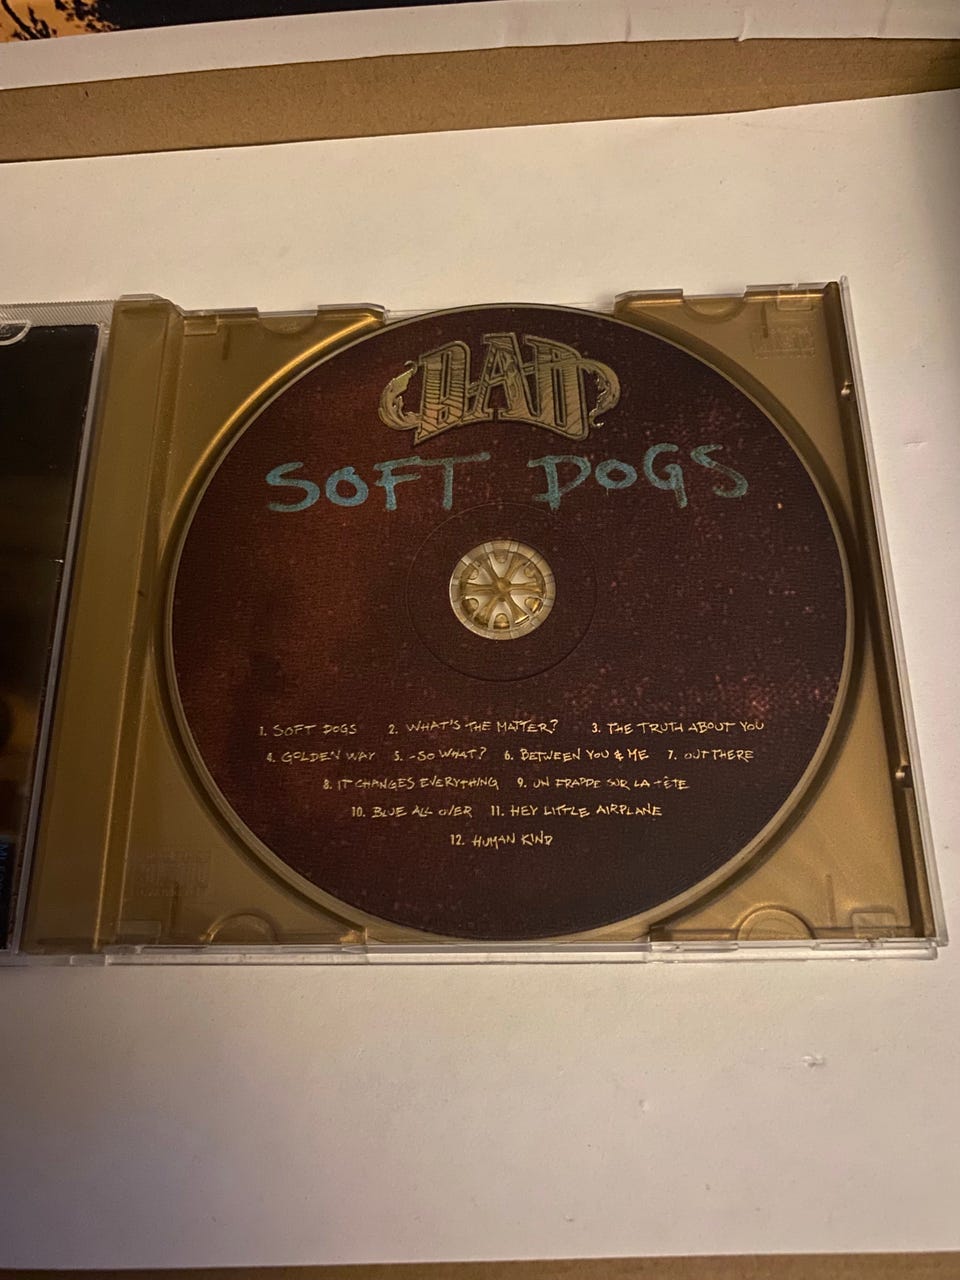 D·A·D
SOFT DOGS
1. SOFT DOGS 2. WHAT'S THE MATTER? 3. THE TRUTH ABOUT YOU
4. GOLDEN WAY 5. -SO WHAT? 6. BETWEEN YOU & ME 7. OUT THERE
8. IT CHANGES EVERYTHING 9. UN FRAPPE SUR LA TÊTE
10. BLUE ALL OVER 11. HEY LITTLE AIRPLANE
12. HUMAN KIND